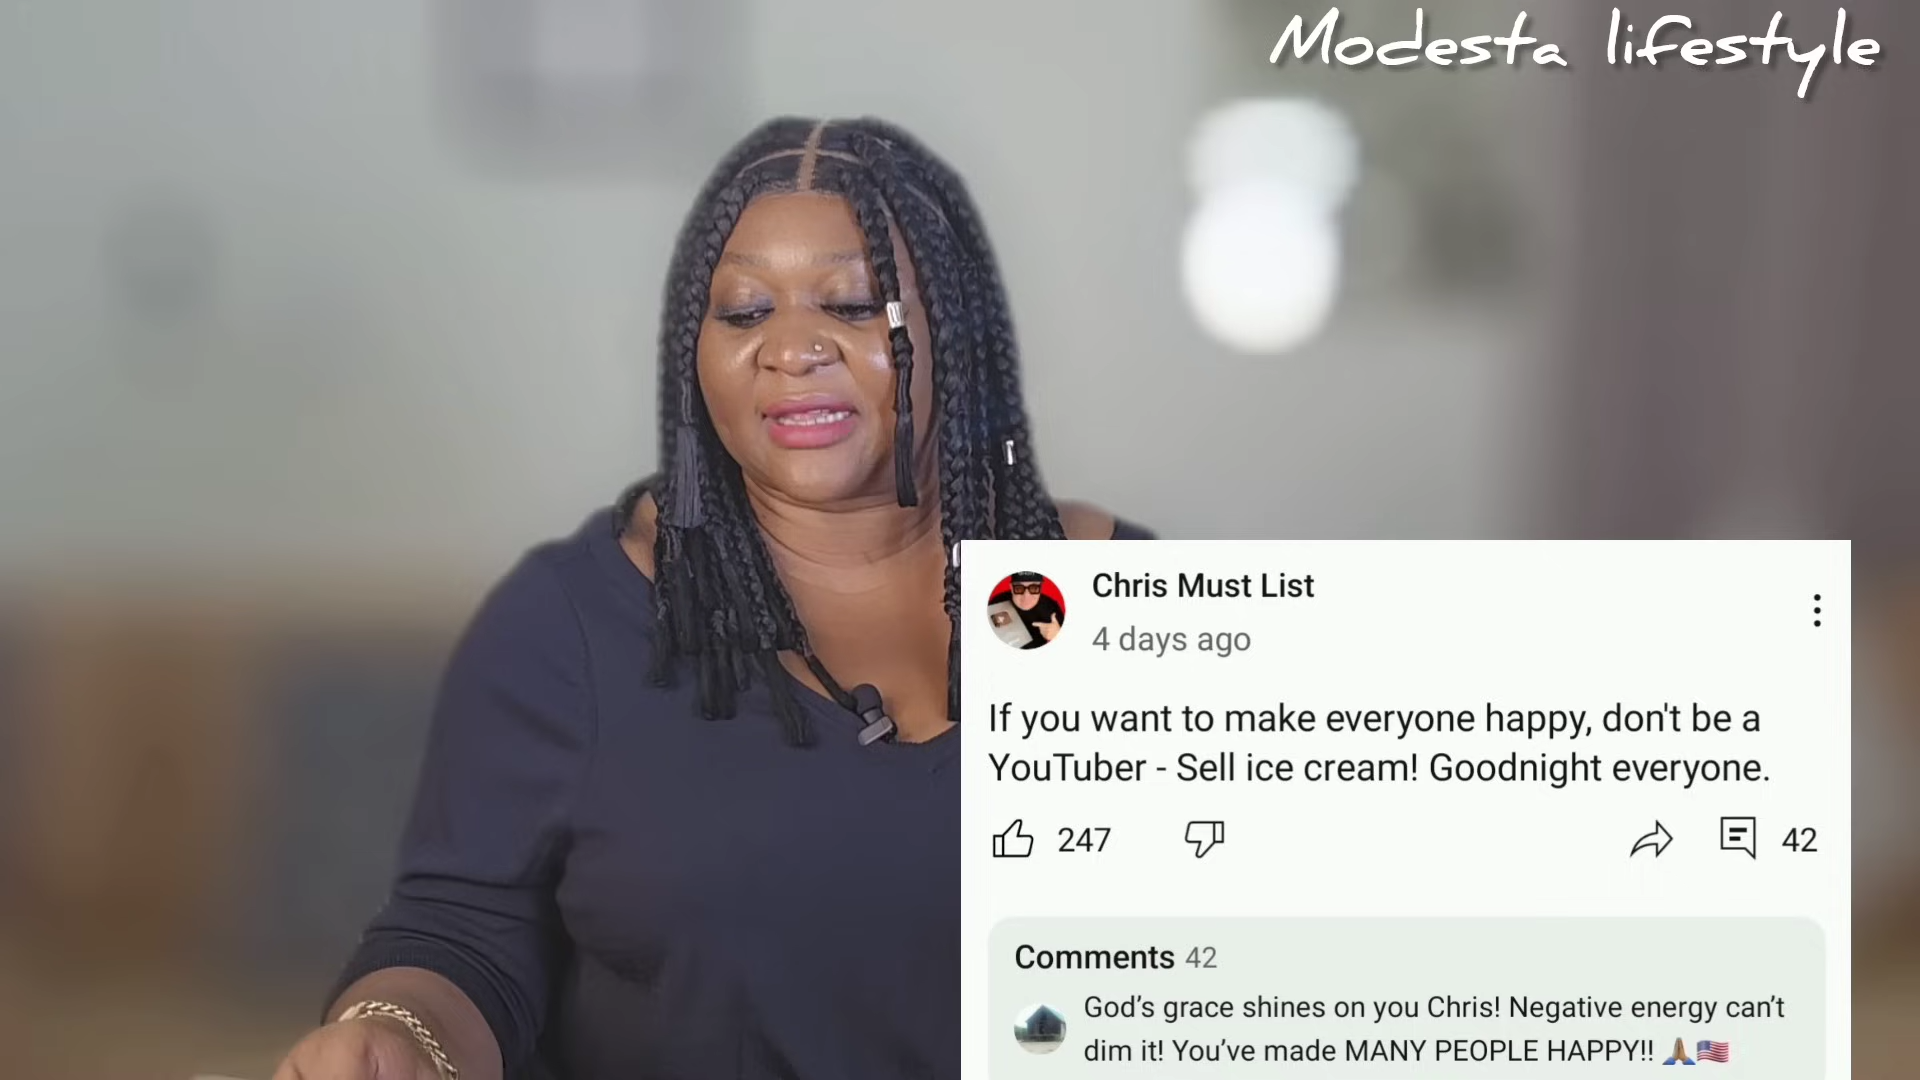 Modesta lifestyle
Chris Must List
4 days ago
If you want to make everyone happy, don't be a
YouTuber - Sell ice cream! Goodnight everyone.
247
42
Comments 42
God’s grace shines on you Chris! Negative energy can’t
dim it! You’ve made MANY PEOPLE HAPPY!! 🙏🏾🇺🇸